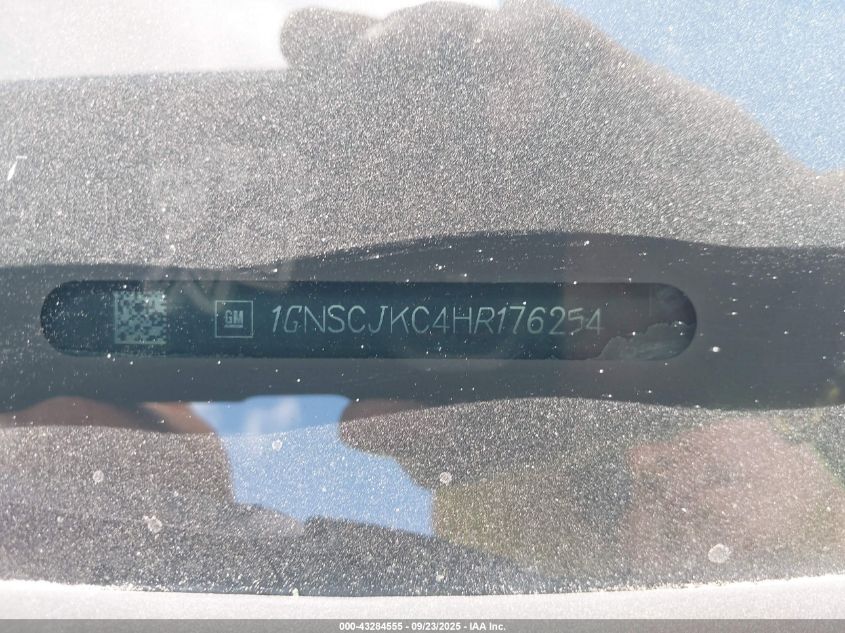 GM 1GNSCJKC4HR176254
000-43284555 - 09/23/2025 - IAA Inc.